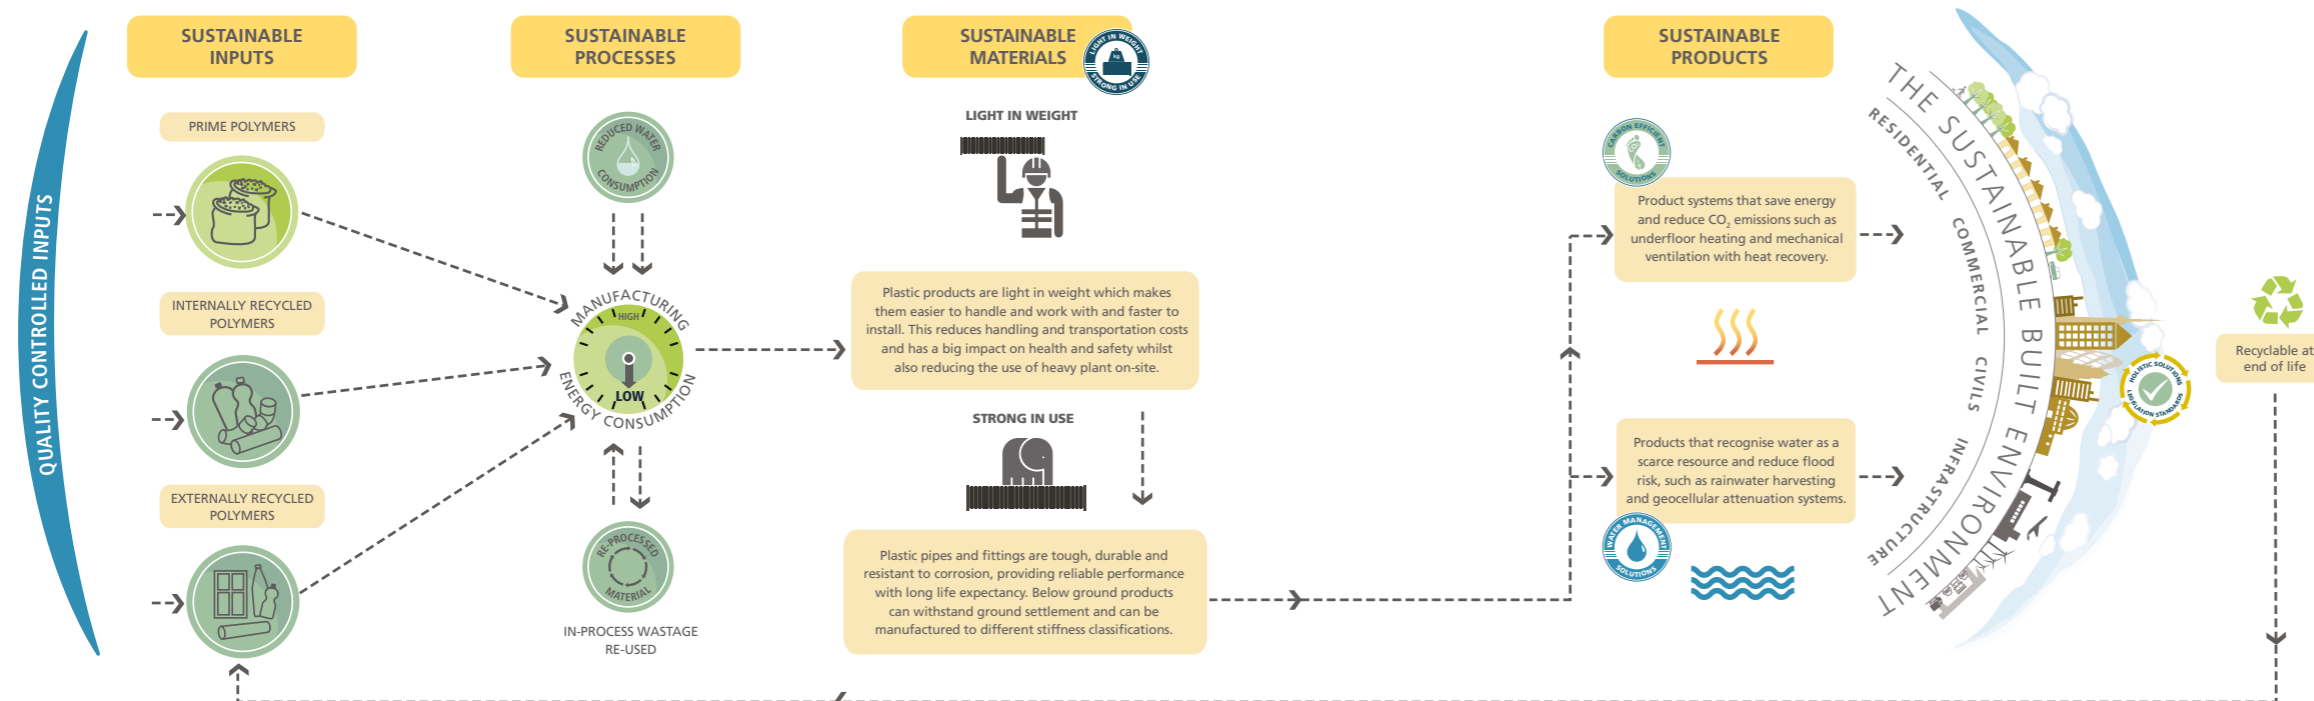 QUALITY CONTROLLED INPUTS
SUSTAINABLE
INPUTS
PRIME POLYMERS
INTERNALLY RECYCLED
POLYMERS
EXTERNALLY RECYCLED
POLYMERS
SUSTAINABLE
PROCESSES
REDUCED WATER
CONSUMPTION
MANUFACTURING
HIGH
LOW
ENERGY CONSUMPTION
RE-PROCESSED
MATERIAL
IN-PROCESS WASTAGE
RE-USED
SUSTAINABLE
MATERIALS
LIGHT IN WEIGHT
kg
STRONG IN USE
LIGHT IN WEIGHT
Plastic products are light in weight which makes
them easier to handle and work with and faster to
install. This reduces handling and transportation costs
and has a big impact on health and safety whilst
also reducing the use of heavy plant on-site.
STRONG IN USE
Plastic pipes and fittings are tough, durable and
resistant to corrosion, providing reliable performance
with long life expectancy. Below ground products
can withstand ground settlement and can be
manufactured to different stiffness classifications.
SUSTAINABLE
PRODUCTS
CARBON EFFICIENT
SOLUTIONS
Product systems that save energy
and reduce CO₂ emissions such as
underfloor heating and mechanical
ventilation with heat recovery.
Products that recognise water as a
scarce resource and reduce flood
risk, such as rainwater harvesting
and geocellular attenuation systems.
WATER MANAGEMENT
SOLUTIONS
THE SUSTAINABLE BUILT ENVIRONMENT
RESIDENTIAL COMMERCIAL CIVILS INFRASTRUCTURE
HOLISTIC SOLUTIONS
LEGISLATION STANDARDS
Recyclable at
end of life